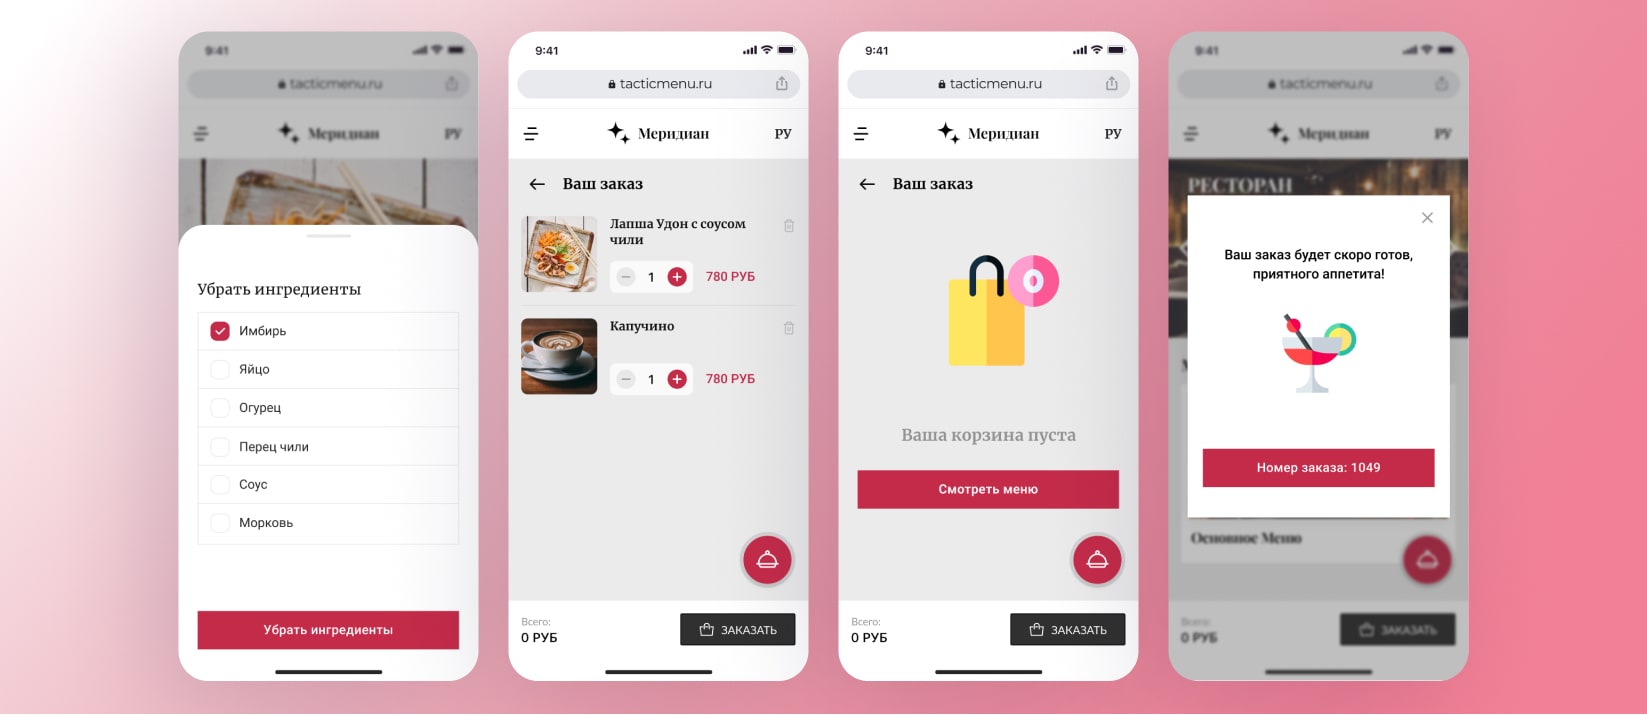 9:41
tacticmenu.ru
Меридиан
РУ
Убрать ингредиенты
Имбирь
Яйцо
Огурец
Перец чили
Соус
Морковь
Убрать ингредиенты
9:41
tacticmenu.ru
Меридиан
РУ
Ваш заказ
Лапша Удон с соусом
чили
1
780 РУБ
Капучино
1
780 РУБ
Всего:
0 РУБ
ЗАКАЗАТЬ
9:41
tacticmenu.ru
Меридиан
РУ
Ваш заказ
Ваша корзина пуста
Смотреть меню
Всего:
0 РУБ
ЗАКАЗАТЬ
9:41
tacticmenu.ru
Меридиан
РУ
РЕСТОРАН
Ваш заказ будет скоро готов,
приятного аппетита!
Номер заказа: 1049
Основное Меню
Всего:
0 РУБ
ЗАКАЗАТЬ